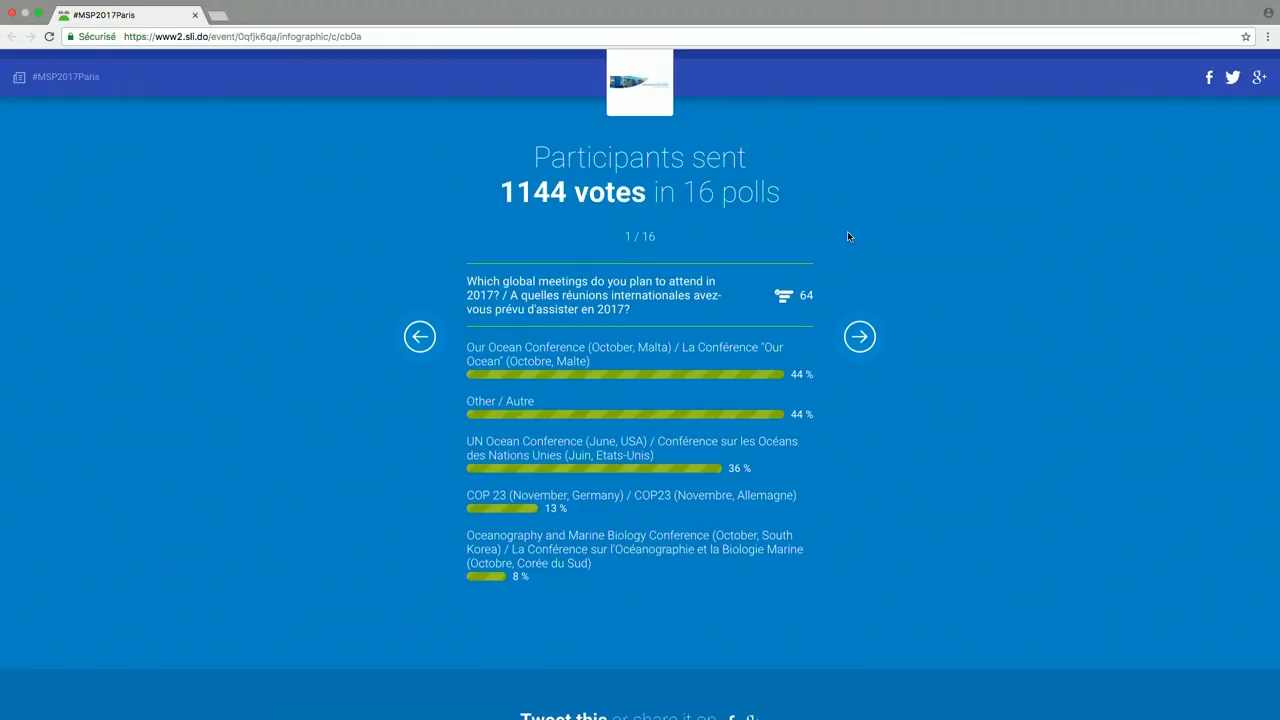 #MSP2017Paris
Sécurisé https://www2.sli.do/event/0qfjk6qa/infographic/c/cb0a
#MSP2017Paris
Participants sent
1144 votes in 16 polls
1 / 16
Which global meetings do you plan to attend in
2017? / A quelles réunions internationales avez-
vous prévu d'assister en 2017?
64
Our Ocean Conference (October, Malta) / La Conférence "Our
Ocean" (Octobre, Malte)
44 %
Other / Autre
44 %
UN Ocean Conference (June, USA) / Conférence sur les Océans
des Nations Unies (Juin, Etats-Unis)
36 %
COP 23 (November, Germany) / COP23 (Novembre, Allemagne)
13 %
Oceanography and Marine Biology Conference (October, South
Korea) / La Conférence sur l'Océanographie et la Biologie Marine
(Octobre, Corée du Sud)
8 %
Tweet this or share it on